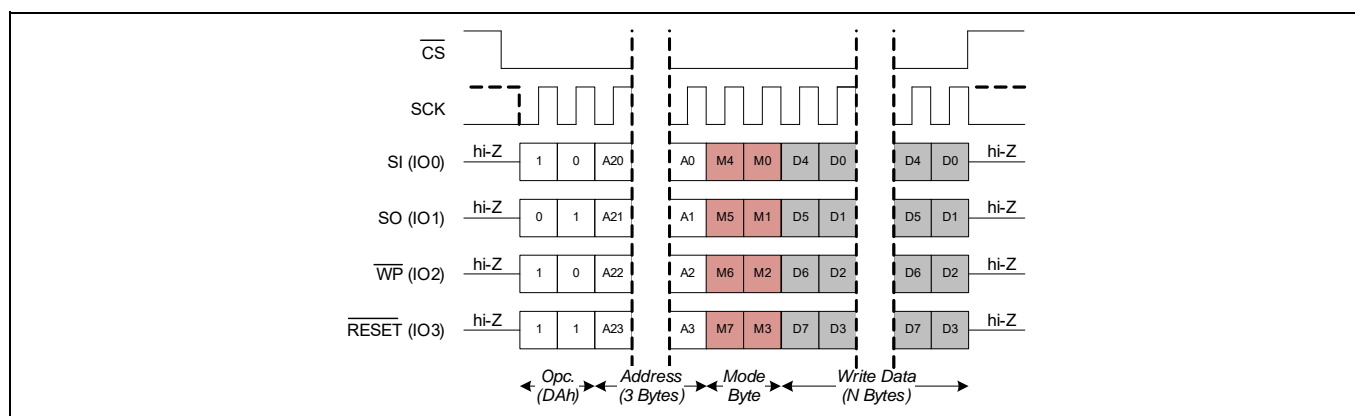 CS
SCK
SI (IO0) hi-Z 1 0 A20 A0 M4 M0 D4 D0 D4 D0 hi-Z
SO (IO1) hi-Z 0 1 A21 A1 M5 M1 D5 D1 D5 D1 hi-Z
WP (IO2) hi-Z 1 0 A22 A2 M6 M2 D6 D2 D6 D2 hi-Z
RESET (IO3) hi-Z 1 1 A23 A3 M7 M3 D7 D3 D7 D3 hi-Z
Opc. Address Mode Write Data
(DAh) (3 Bytes) Byte (N Bytes)